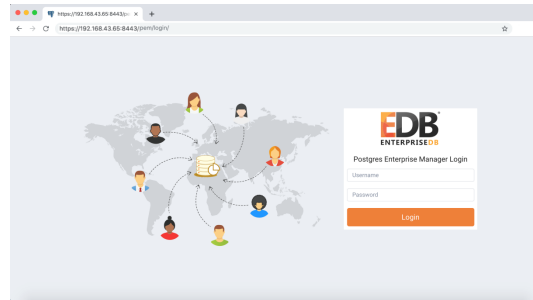 https://192.168.43.65:8443/pe
https://192.168.43.65:8443/pem/login/
EDB
ENTERPRISEDB
Postgres Enterprise Manager Login
Username
Password
Login